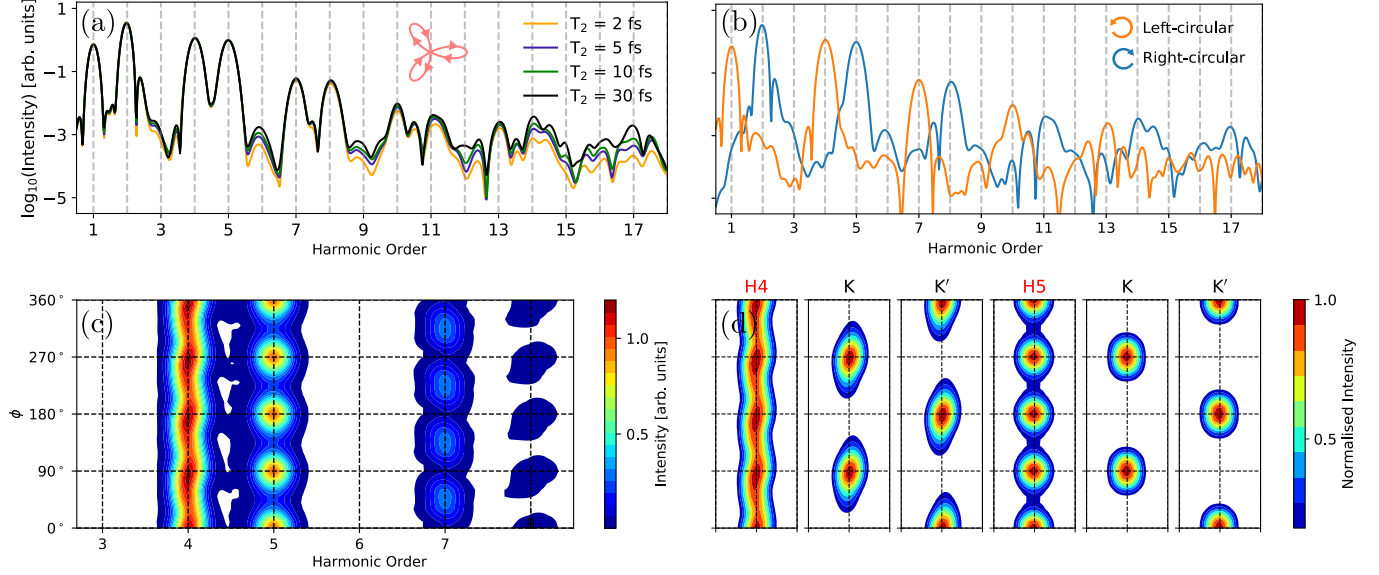 (a)
log₁₀(Intensity) [arb. units]
1
−1
−3
−5
T₂ = 2 fs
T₂ = 5 fs
T₂ = 10 fs
T₂ = 30 fs
1 3 5 7 9 11 13 15 17
Harmonic Order
(b)
Left-circular
Right-circular
1 3 5 7 9 11 13 15 17
Harmonic Order
(c)
ϕ
360°
270°
180°
90°
0°
3 4 5 6 7
Harmonic Order
1.0
0.5
Intensity [arb. units]
(d)
H4 K K′ H5 K K′
1.0
0.5
Normalised Intensity